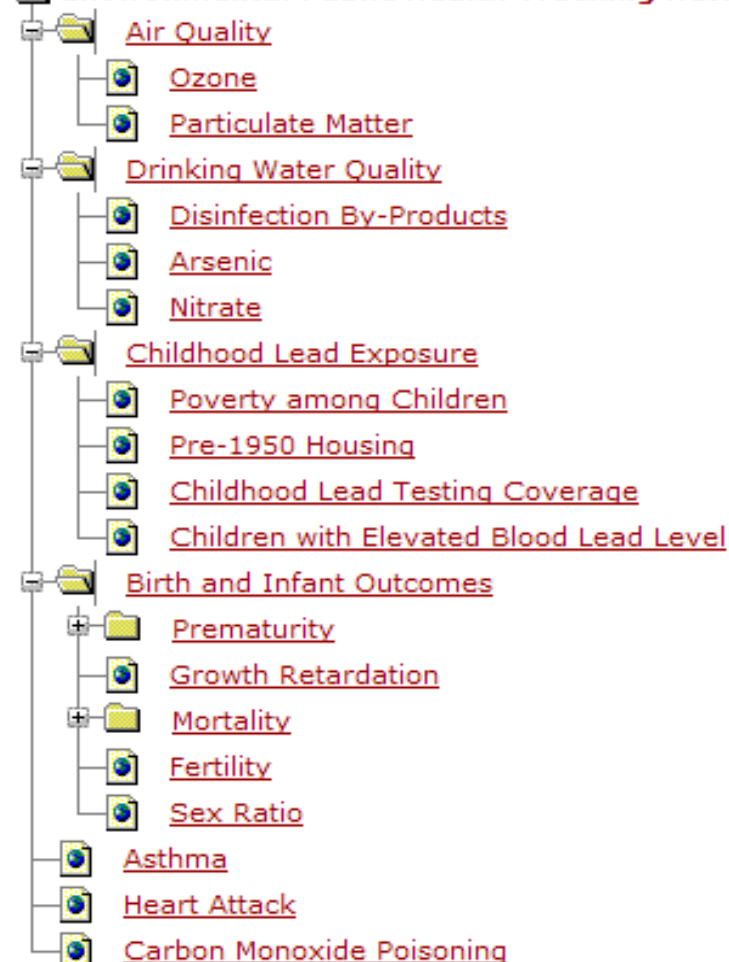 Air Quality
Ozone
Particulate Matter
Drinking Water Quality
Disinfection By-Products
Arsenic
Nitrate
Childhood Lead Exposure
Poverty among Children
Pre-1950 Housing
Childhood Lead Testing Coverage
Children with Elevated Blood Lead Level
Birth and Infant Outcomes
Prematurity
Growth Retardation
Mortality
Fertility
Sex Ratio
Asthma
Heart Attack
Carbon Monoxide Poisoning